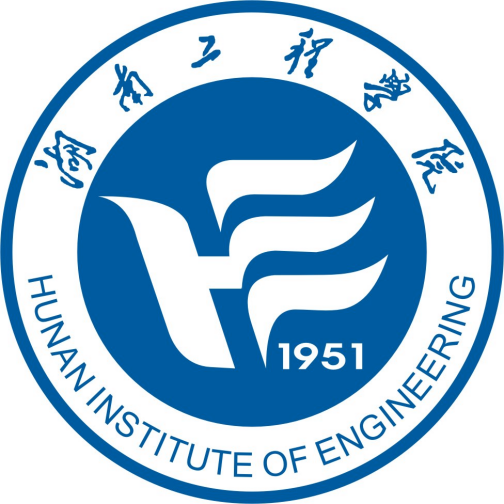 湖南工程学院
1951
HUNAN INSTITUTE OF ENGINEERING